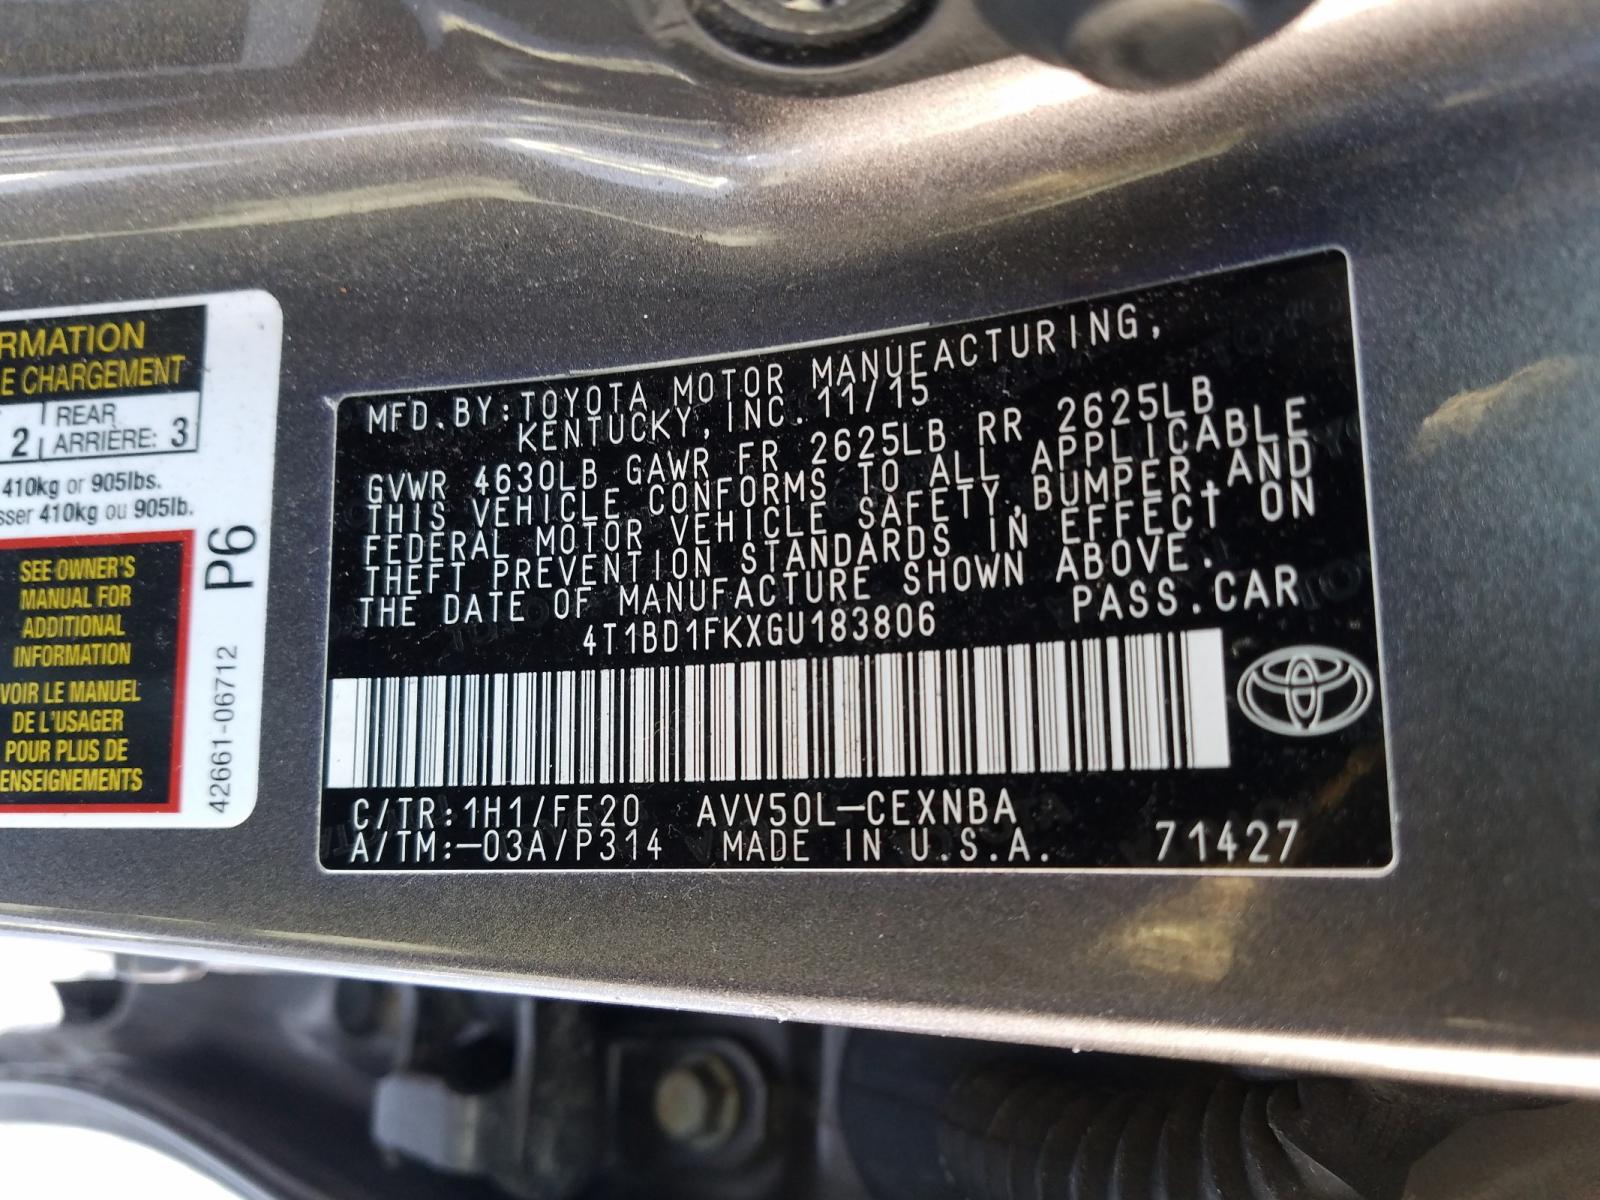 RMATION
E CHARGEMENT
2 REAR ARRIÈRE: 3
410kg or 905lbs.
sser 410kg ou 905lb.
SEE OWNER'S
MANUAL FOR
ADDITIONAL
INFORMATION
VOIR LE MANUEL
DE L'USAGER
POUR PLUS DE
ENSEIGNEMENTS
P6
42661-06712
MFD.BY:TOYOTA MOTOR MANUFACTURING,
KENTUCKY, INC. 11/15
GVWR 4630LB GAWR FR 2625LB RR 2625LB
THIS VEHICLE CONFORMS TO ALL APPLICABLE
FEDERAL MOTOR VEHICLE SAFETY, BUMPER, AND
THEFT PREVENTION STANDARDS IN EFFECT ON
THE DATE OF MANUFACTURE SHOWN ABOVE.
4T1BD1FKXGU183806 PASS.CAR
C/TR:1H1/FE20 AVV50L-CEXNBA
A/TM:-03A/P314 MADE IN U.S.A. 71427